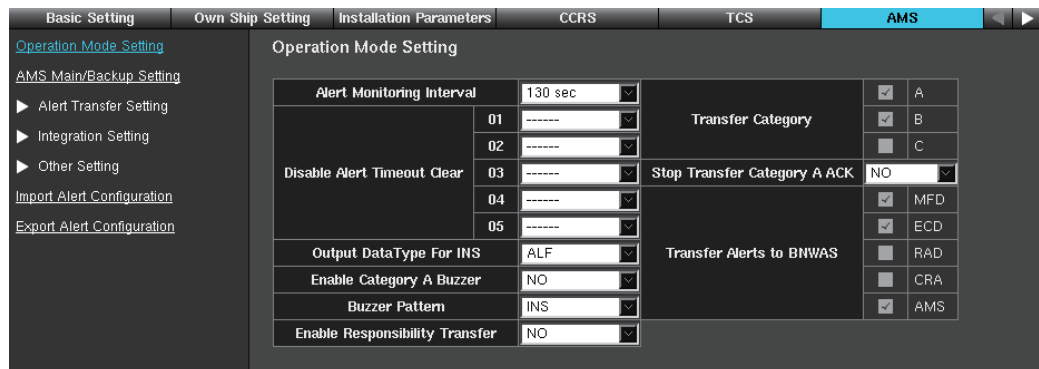 Basic Setting Own Ship Setting Installation Parameters CCRS TCS AMS
Operation Mode Setting
AMS Main/Backup Setting
Alert Transfer Setting
Integration Setting
Other Setting
Import Alert Configuration
Export Alert Configuration
Operation Mode Setting
Alert Monitoring Interval 130 sec
Disable Alert Timeout Clear
01 ------
02 ------
03 ------
04 ------
05 ------
Output DataType For INS ALF
Enable Category A Buzzer NO
Buzzer Pattern INS
Enable Responsibility Transfer NO
Transfer Category
A
B
C
Stop Transfer Category A ACK NO
Transfer Alerts to BNWAS
MFD
ECD
RAD
CRA
AMS